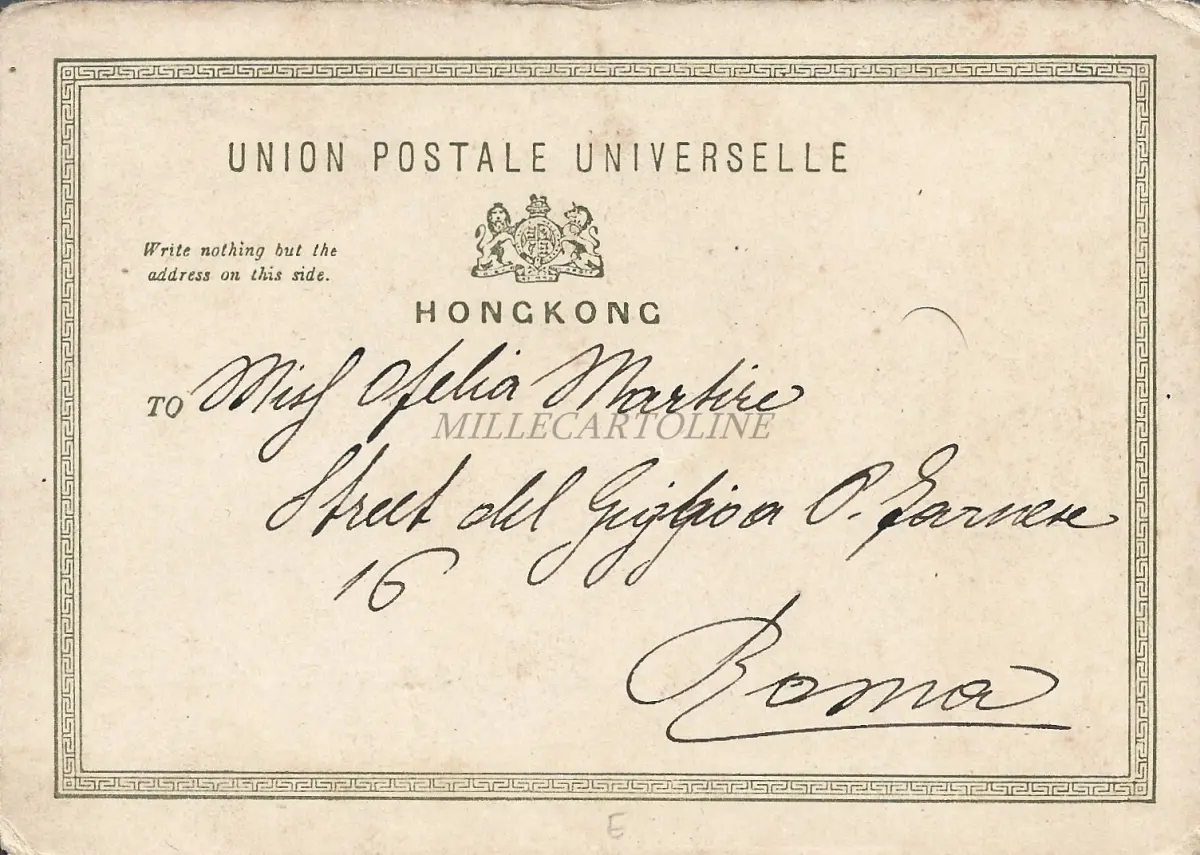 UNION POSTALE UNIVERSELLE
Write nothing but the
address on this side.
HONGKONG
TO Miss Ofelia Martire
MILLECARTOLINE
Street del P. Farnese
16
Roma
E